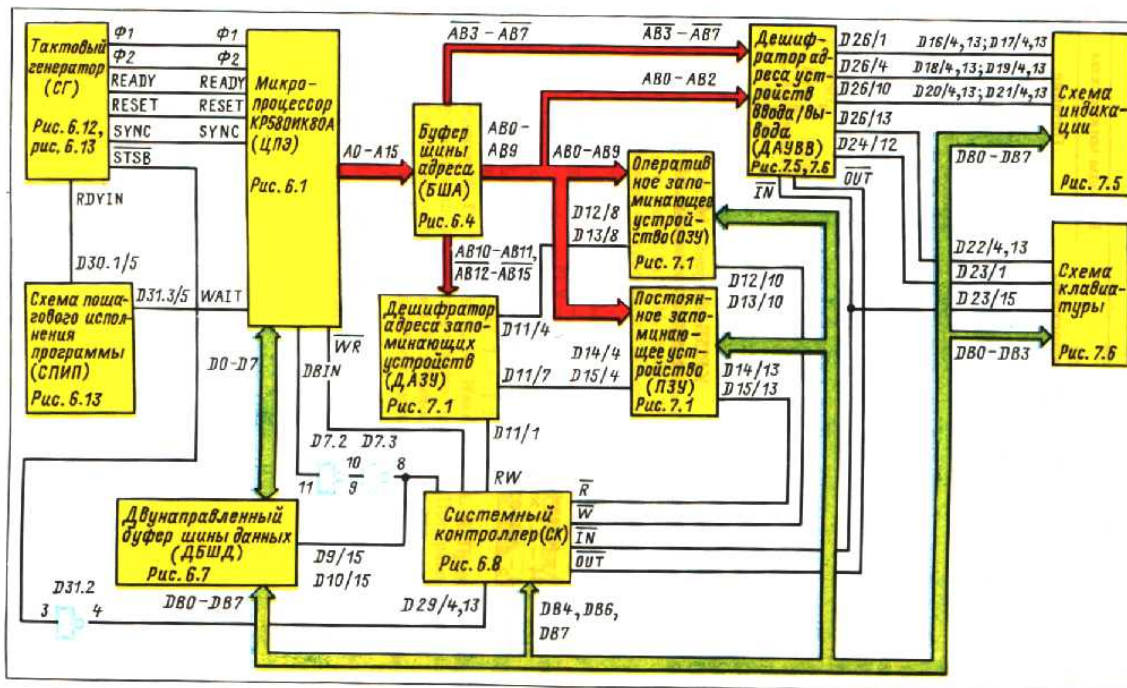 Тактовый
генератор
(СГ)
Рис. 6.12,
рис. 6.13
Ф1
Ф2
READY
RESET
SYNC
STSB
Ф1
Ф2
READY
RESET
SYNC
Микро-
процессор
КР580ИК80А
(ЦПЭ)
Рис. 6.1
A0-A15
Буфер
шины
адреса
(БША)
Рис. 6.4
AB3-AB7
AB3-AB7
AB0-
AB9
AB0-AB2
AB0-AB9
Дешиф-
ратор ад-
реса уст-
ройств
ввода/вы-
вода
(ДАУВВ)
Рис. 7.5, 7.6
D26/1
D26/4
D26/10
D26/13
D24/12
D16/4,13; D17/4,13
D18/4,13; D19/4,13
D20/4,13; D21/4,13
Схема
индика-
ции
Рис. 7.5
DB0-DB7
IN
OUT
Оператив-
ное запо-
минающее
устрой-
ство (ОЗУ)
Рис. 7.1
D12/8
D13/8
D12/10
D13/10
RDYIN
D30.1/5
Схема поша-
гового испол-
нения
программы
(СПИП)
Рис. 6.13
D31.3/5
WAIT
AB10-AB11,
AB12-AB15
Дешифратор
адреса запо-
минающих
устройств
(ДАЗУ)
Рис. 7.1
D11/4
D11/7
D14/4
D15/4
Постоян-
ное запо-
минаю-
щее уст-
ройство
(ПЗУ)
Рис. 7.1
D14/13
D15/13
D22/4,13
D23/1
D23/15
DB0-DB3
Схема
клавиа-
туры
Рис. 7.6
D0-D7
DBIN
WR
D11/1
RW
D7.2
D7.3
11
10
9
8
Двунаправленный
буфер шины данных
(ДБШД)
Рис. 6.7
D9/15
D10/15
Системный
контроллер (СК)
Рис. 6.8
R
W
IN
OUT
D31.2
3
4
DB0-DB7
D29/4,13
DB4, DB6,
DB7